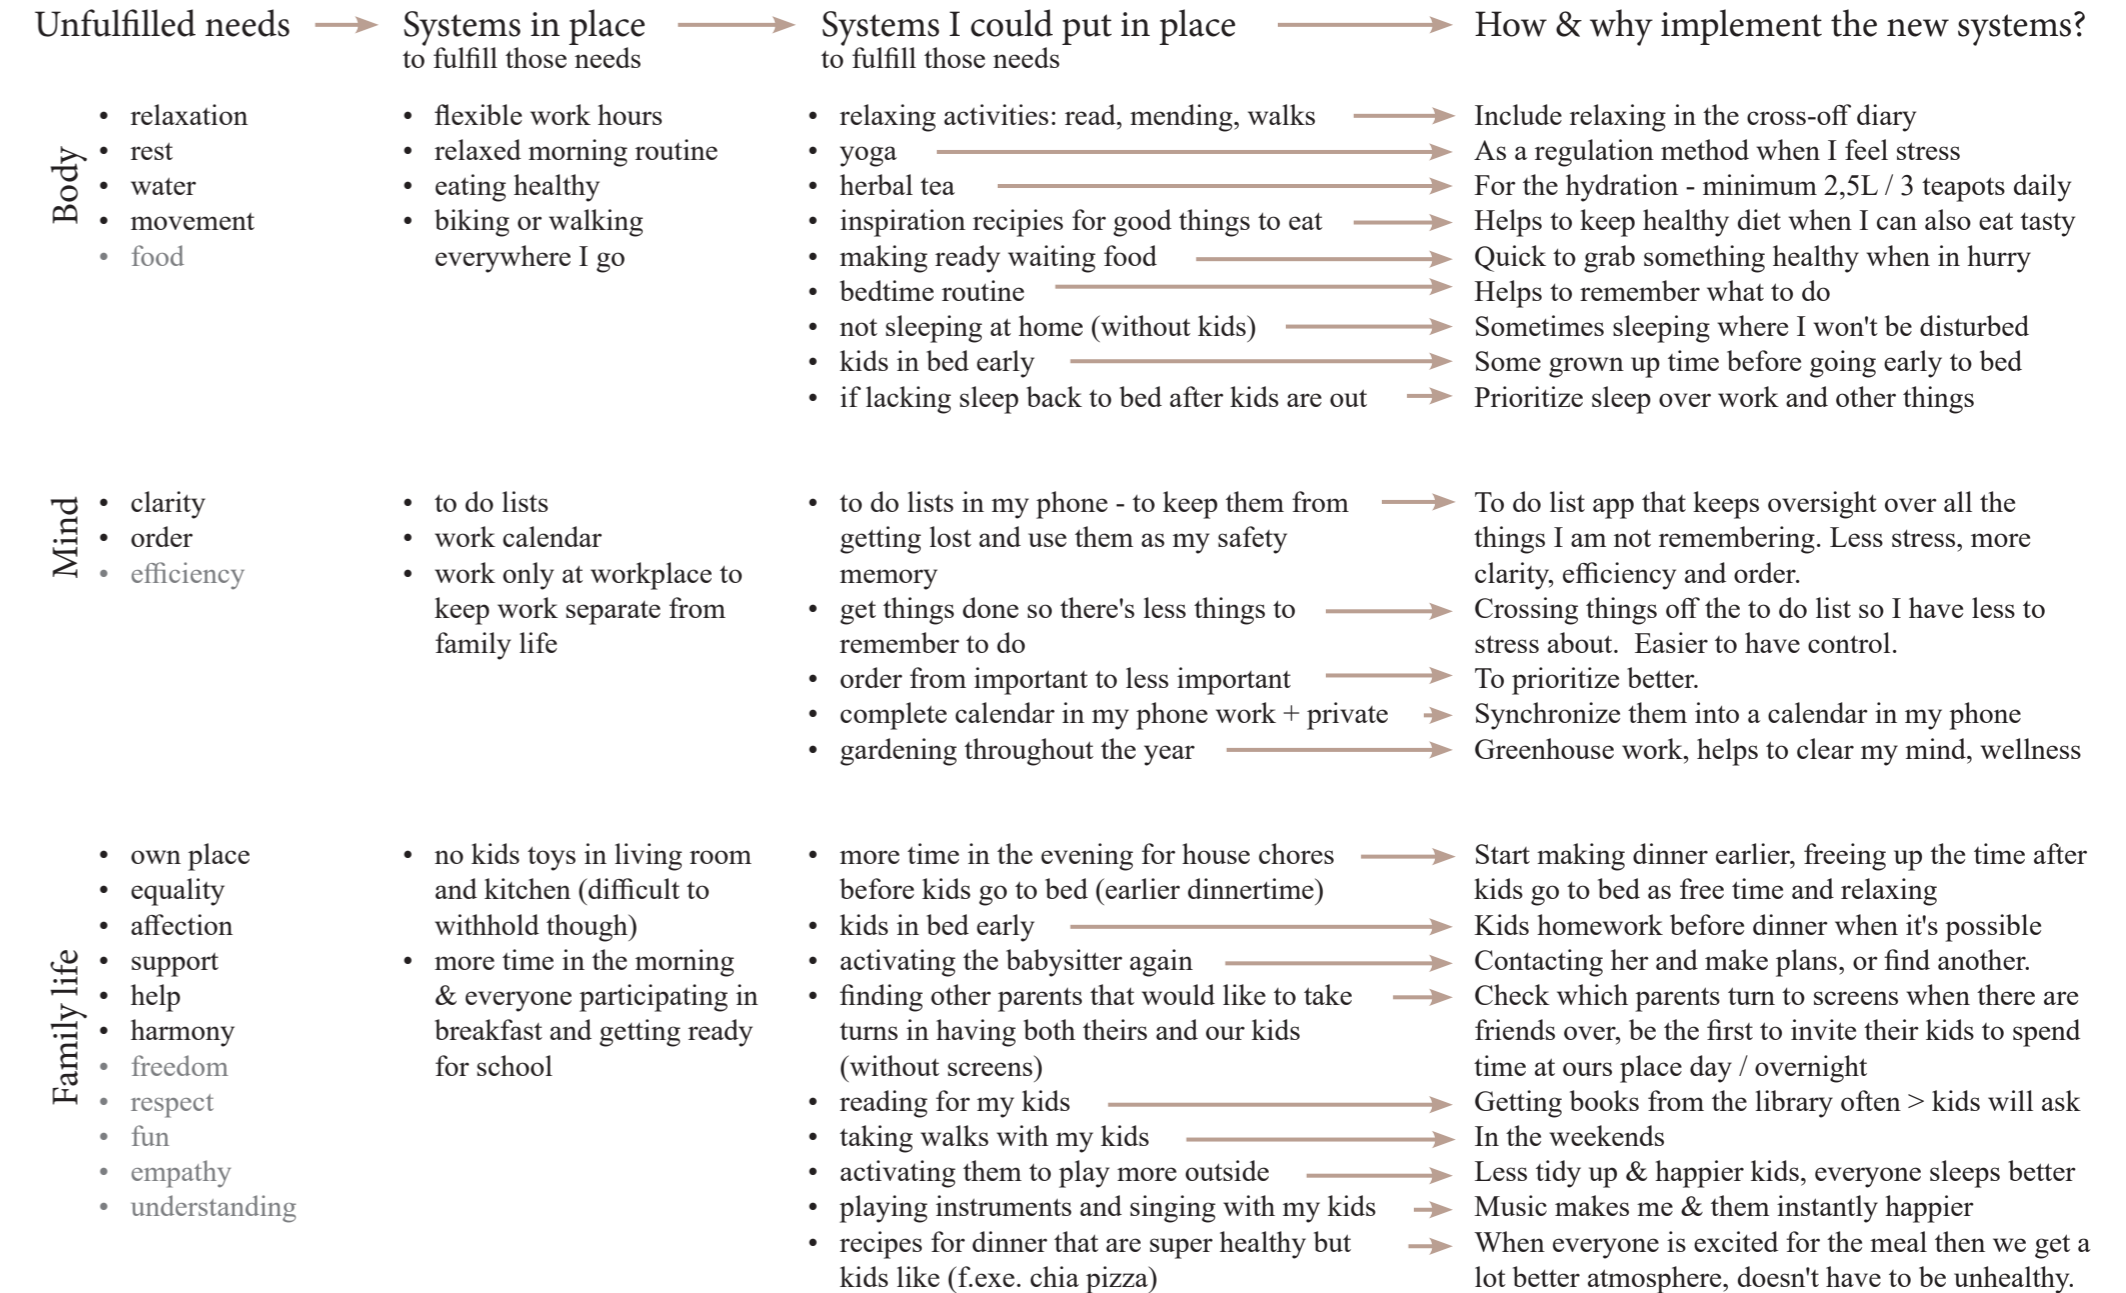 Unfulfilled needs
Systems in place
to fulfill those needs
Systems I could put in place
to fulfill those needs
How & why implement the new systems?
Body
• relaxation
• rest
• water
• movement
• food
• flexible work hours
• relaxed morning routine
• eating healthy
• biking or walking
everywhere I go
• relaxing activities: read, mending, walks
• yoga
• herbal tea
• inspiration recipies for good things to eat
• making ready waiting food
• bedtime routine
• not sleeping at home (without kids)
• kids in bed early
• if lacking sleep back to bed after kids are out
Include relaxing in the cross-off diary
As a regulation method when I feel stress
For the hydration - minimum 2,5L / 3 teapots daily
Helps to keep healthy diet when I can also eat tasty
Quick to grab something healthy when in hurry
Helps to remember what to do
Sometimes sleeping where I won't be disturbed
Some grown up time before going early to bed
Prioritize sleep over work and other things
Mind
• clarity
• order
• efficiency
• to do lists
• work calendar
• work only at workplace to
keep work separate from
family life
• to do lists in my phone - to keep them from
getting lost and use them as my safety
memory
• get things done so there's less things to
remember to do
• order from important to less important
• complete calendar in my phone work + private
• gardening throughout the year
To do list app that keeps oversight over all the
things I am not remembering. Less stress, more
clarity, efficiency and order.
Crossing things off the to do list so I have less to
stress about.  Easier to have control.
To prioritize better.
Synchronize them into a calendar in my phone
Greenhouse work, helps to clear my mind, wellness
Family life
• own place
• equality
• affection
• support
• help
• harmony
• freedom
• respect
• fun
• empathy
• understanding
• no kids toys in living room
and kitchen (difficult to
withhold though)
• more time in the morning
& everyone participating in
breakfast and getting ready
for school
• more time in the evening for house chores
before kids go to bed (earlier dinnertime)
• kids in bed early
• activating the babysitter again
• finding other parents that would like to take
turns in having both theirs and our kids
(without screens)
• reading for my kids
• taking walks with my kids
• activating them to play more outside
• playing instruments and singing with my kids
• recipes for dinner that are super healthy but
kids like (f.exe. chia pizza)
Start making dinner earlier, freeing up the time after
kids go to bed as free time and relaxing
Kids homework before dinner when it's possible
Contacting her and make plans, or find another.
Check which parents turn to screens when there are
friends over, be the first to invite their kids to spend
time at ours place day / overnight
Getting books from the library often > kids will ask
In the weekends
Less tidy up & happier kids, everyone sleeps better
Music makes me & them instantly happier
When everyone is excited for the meal then we get a
lot better atmosphere, doesn't have to be unhealthy.